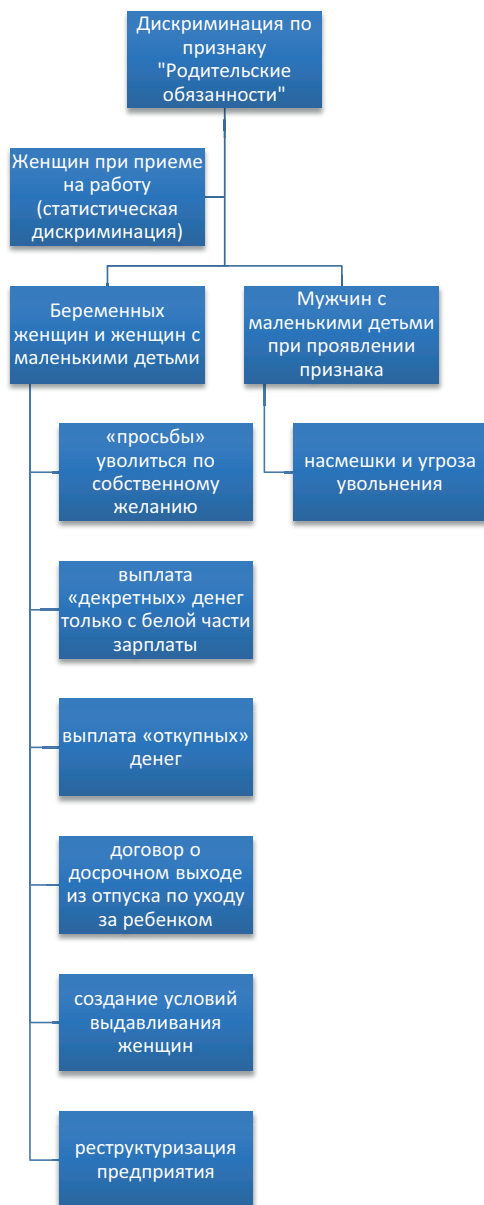 Дискриминация по
признаку
"Родительские
обязанности"
Женщин при приеме
на работу
(статистическая
дискриминация)
Беременных
женщин и женщин с
маленькими детьми
Мужчин с
маленькими детьми
при проявлении
признака
«просьбы»
уволиться по
собственному
желанию
насмешки и угроза
увольнения
выплата
«декретных» денег
только с белой части
зарплаты
выплата «откупных»
денег
договор о
досрочном выходе
из отпуска по уходу
за ребенком
создание условий
выдавливания
женщин
реструктуризация
предприятия